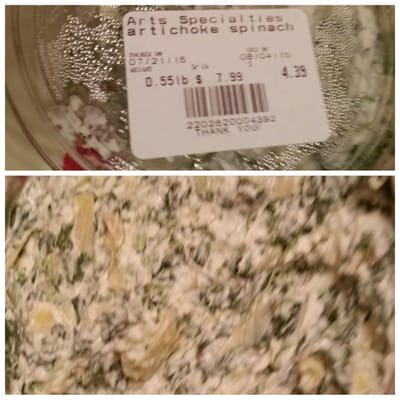 Arts Specialties
artichoke spinach
PACKED ON
SELL BY
07/21/15
$/lb
08/04/15
WEIGHT
$
0.55lb $ 7.99
4.39
2202620004392
THANK YOU!